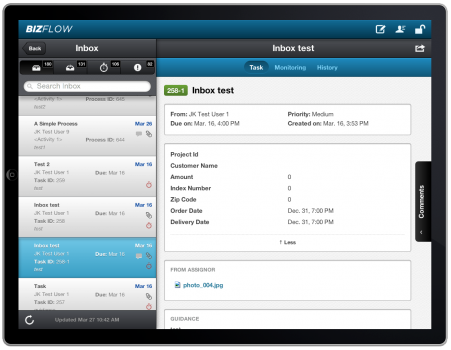 BIZFLOW
Back
Inbox
Inbox test
180
131
106
82
Task
Monitoring
History
Search Inbox
<Activity 1>
Process ID: 645
test7
A Simple Process
Mar 26
JK Test User 9
<Activity 1>
Process ID: 644
Test 2
Mar 16
JK Test User 1
Due: Mar 16
Task ID: 259
test
Inbox test
Mar 16
JK Test User 1
Task ID: 258
test
Inbox test
Mar 16
JK Test User 1
Due: Mar 16
Task ID: 258-1
test
Task
Mar 16
JK Test User 1
Due: Mar 16
Task ID: 257
Updated Mar 27 10:42 AM
258-1
Inbox test
From: JK Test User 1
Priority: Medium
Due on: Mar. 16, 4:00 PM
Created on: Mar. 16, 3:53 PM
Project Id
Customer Name
Amount
0
Index Number
0
Zip Code
0
Order Date
Dec. 31, 7:00 PM
Delivery Date
Dec. 31, 7:00 PM
↑ Less
Comments
FROM ASSIGNOR
photo_004.jpg
GUIDANCE
test